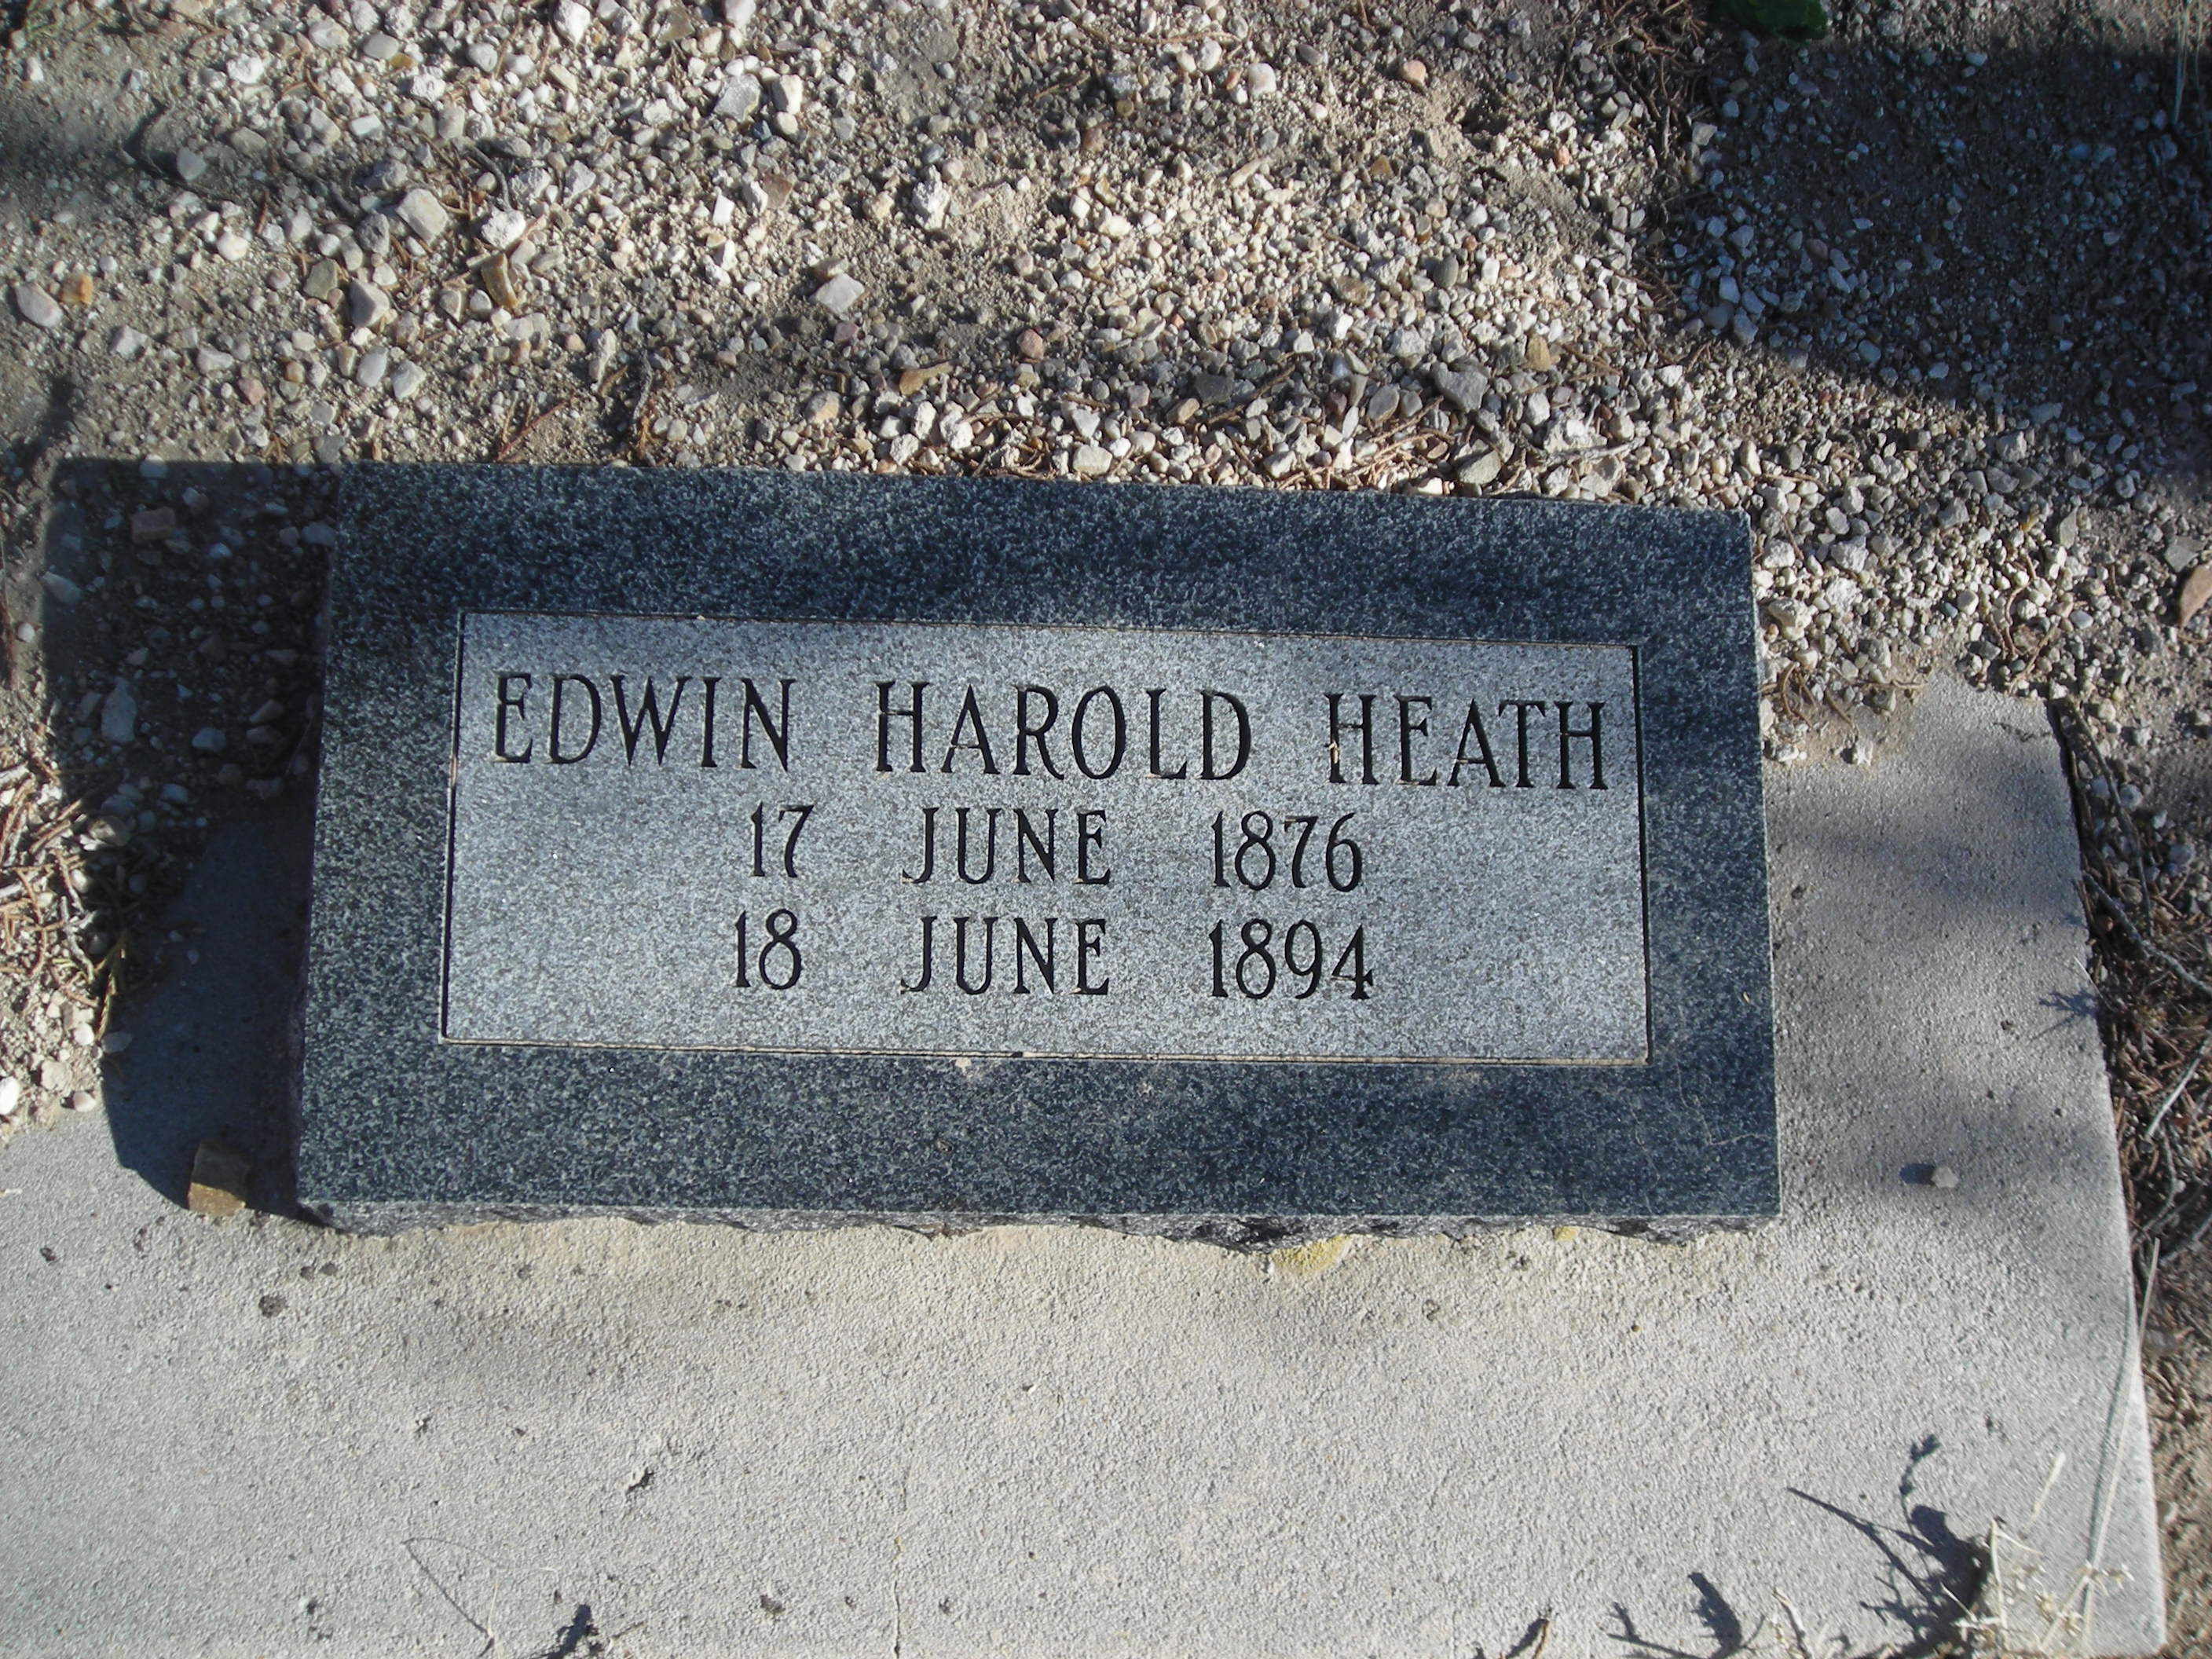 EDWIN HAROLD HEATH
17 JUNE 1876
18 JUNE 1894